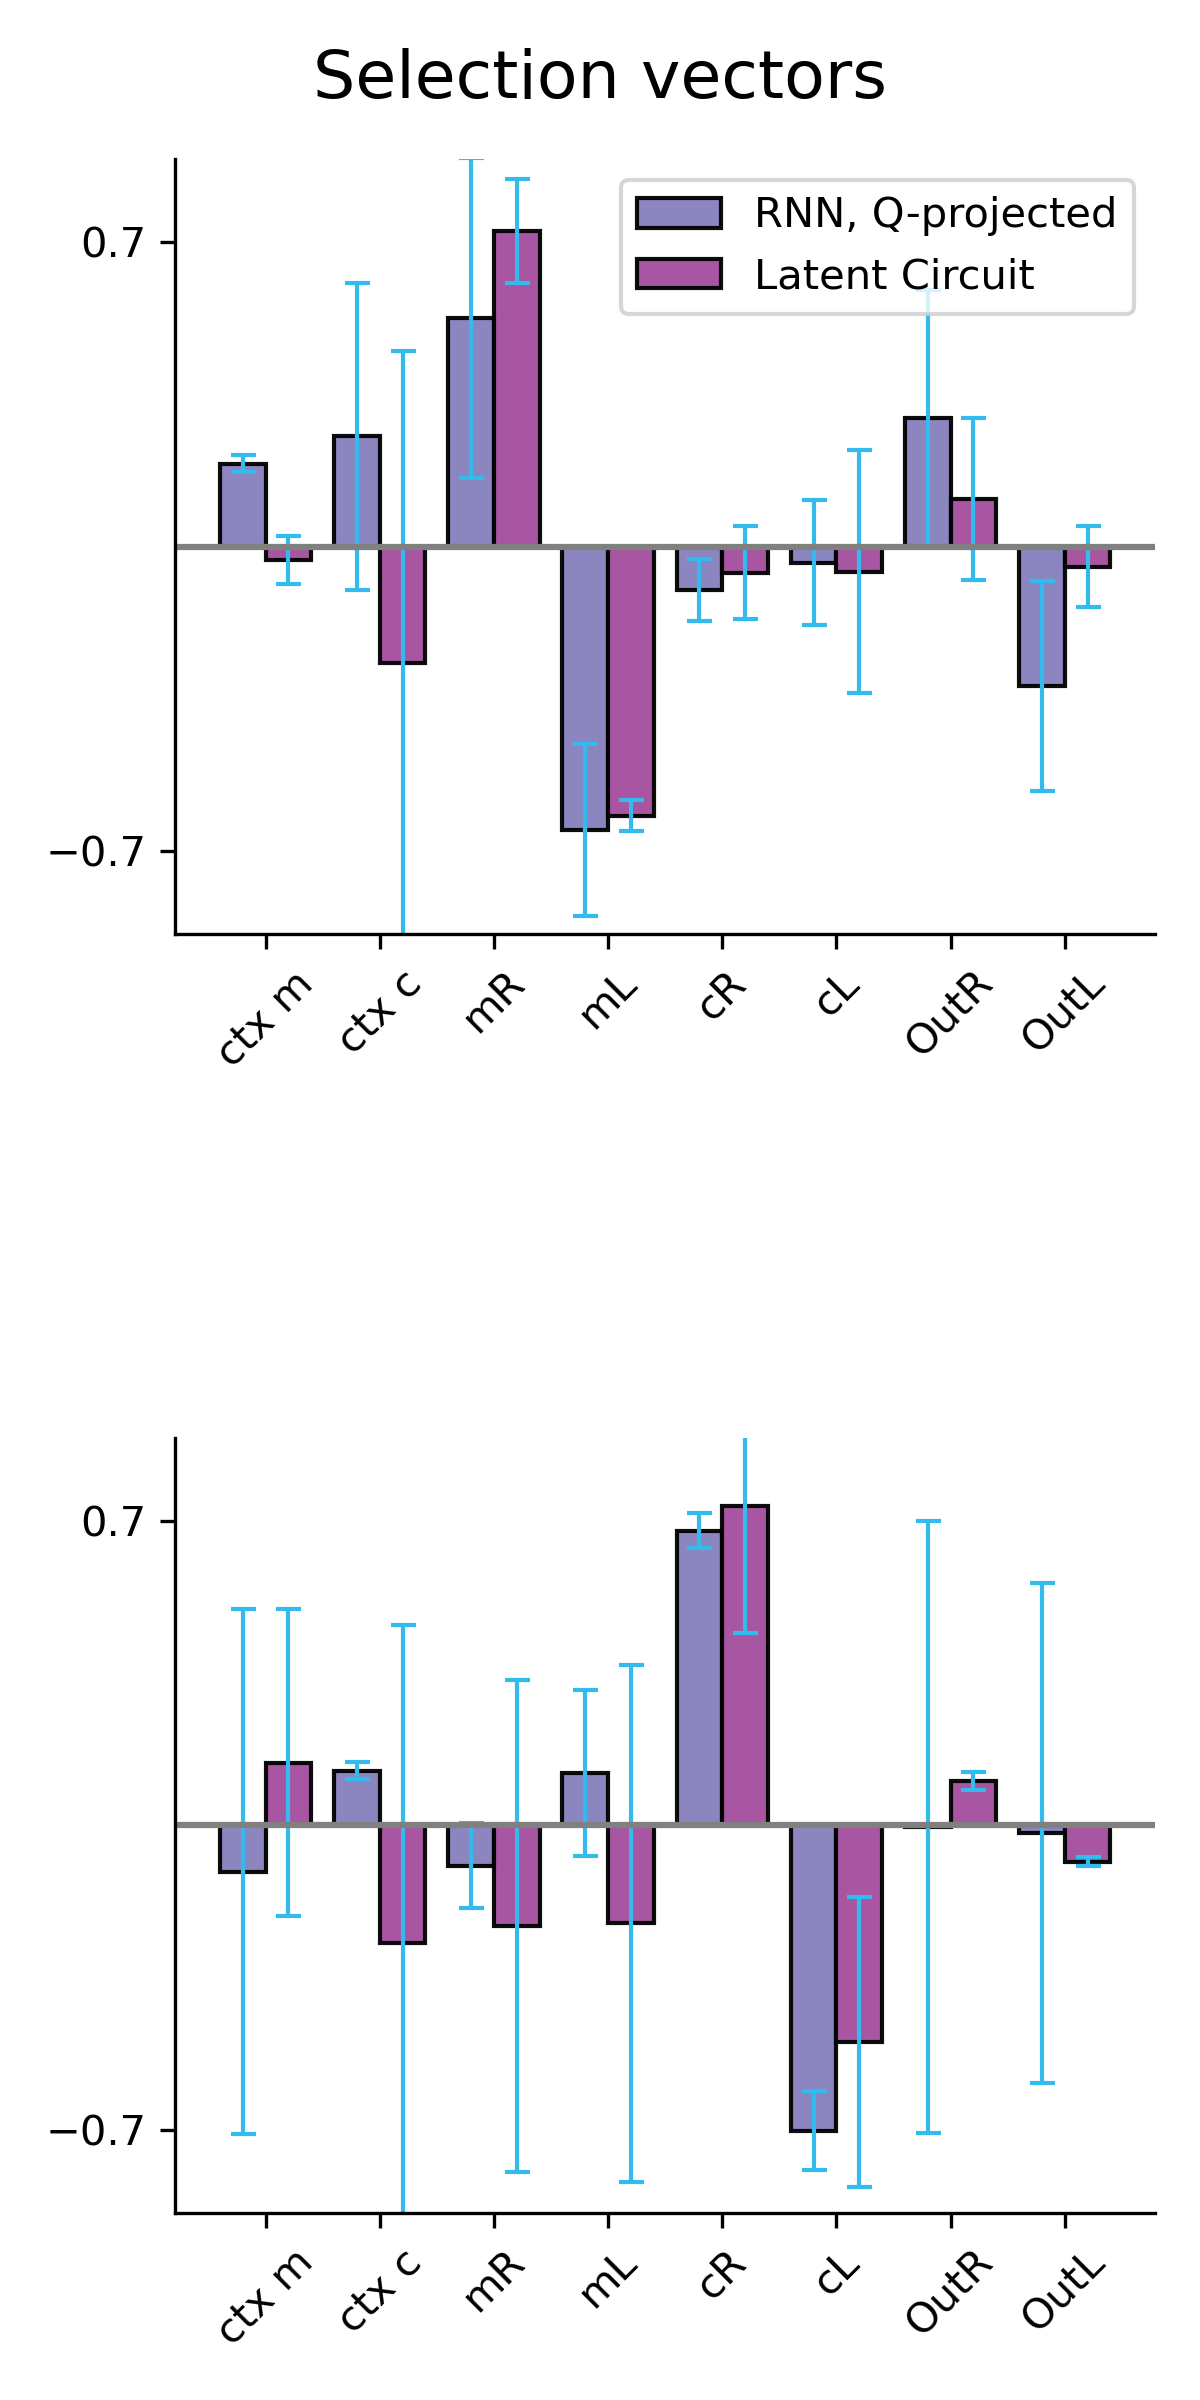 Selection vectors
RNN, Q-projected
Latent Circuit
0.7
−0.7
ctx m
ctx c
mR
mL
cR
cL
OutR
OutL
0.7
−0.7
ctx m
ctx c
mR
mL
cR
cL
OutR
OutL